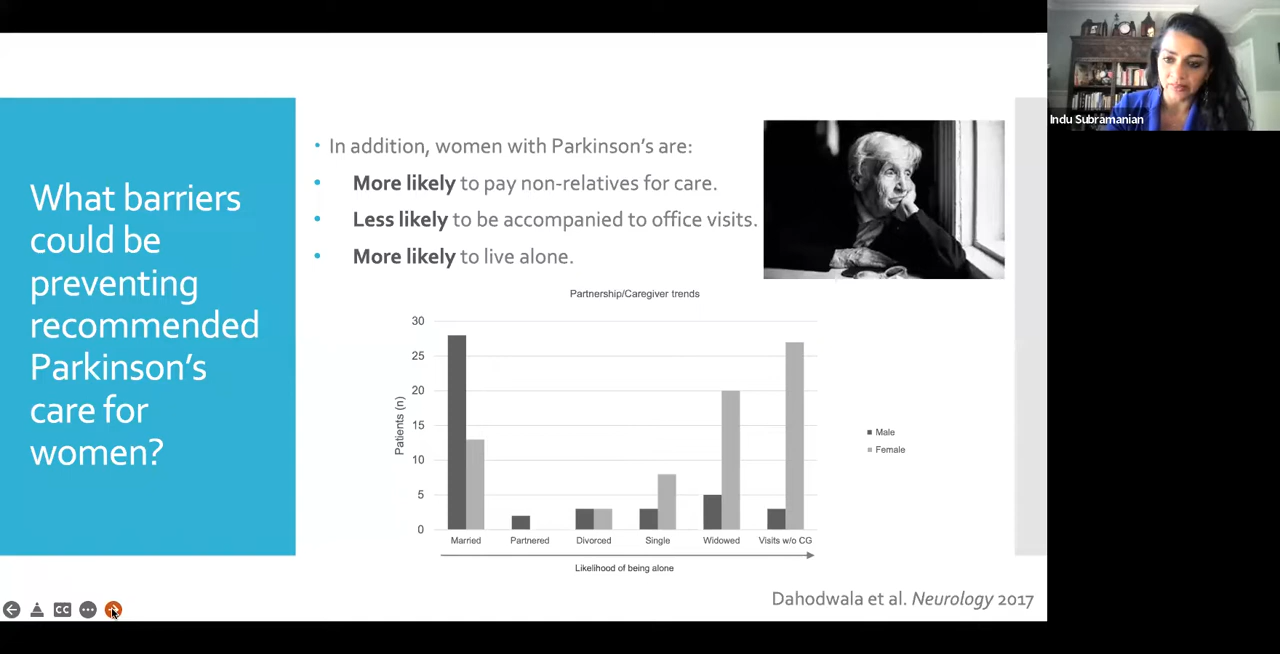 Indu Subramanian
What barriers
could be
preventing
recommended
Parkinson's
care for
women?
• In addition, women with Parkinson's are:
• More likely to pay non-relatives for care.
• Less likely to be accompanied to office visits.
• More likely to live alone.
Partnership/Caregiver trends
Patients (n)
30
25
20
15
10
5
0
Married Partnered Divorced Single Widowed Visits w/o CG
Likelihood of being alone
Male
Female
Dahodwala et al. Neurology 2017
CC